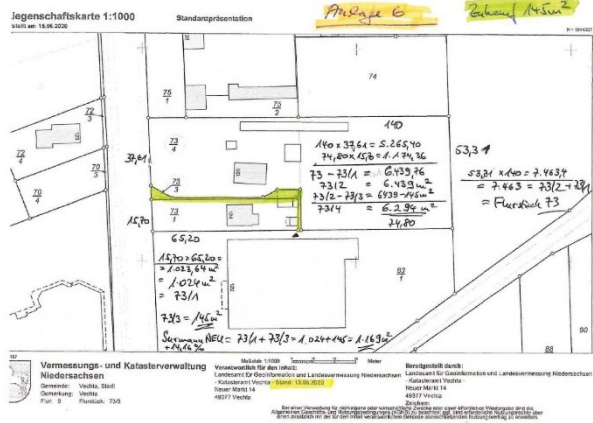 Liegenschaftskarte 1:1000
Standardpräsentation
Anlage 6
Zukauf 145m²
Erstellt am 15.06.2020
74
75
1
75
2
72
3
72
4
70
3
70
4
73
4
73
3
73
1
37,61
15,70
65,20
140
140 x 37,61 = 5.265,40
74,80 x 15,70 = 1.174,36
73 - 73/1 = 6.439,76
73/2 = 6.439 m²
73/2 - 73/3 = 6439 - 145 m²
73/4 = 6.294 m²
74,80
53,31
53,31 x 140 = 7.463,4
= 7.463 = 73/2 + 73/1
= Flurstück 73
15,70 x 65,20 =
= 1.023,64 m²
= 1.024 m²
= 73/1
73/3 = 145 m²
NEU = 73/1 + 73/3 = 1.024 + 145 = 1.169 m²
+ 14,16 %
83
1
88
90
Maßstab 1:1000
Meter
Vermessungs- und Katasterverwaltung
Niedersachsen
Gemeinde: Vechta, Stadt
Gemarkung: Vechta
Flur: 9 Flurstück: 73/3
Verantwortlich für den Inhalt:
Landesamt für Geoinformation und Landesvermessung Niedersachsen
- Katasteramt Vechta - Stand: 13.06.2020
Neuer Markt 14
49377 Vechta
Bereitgestellt durch:
Landesamt für Geoinformation und Landesvermessung Niedersachsen
- Katasteramt Vechta -
Neuer Markt 14
49377 Vechta
Zeichen: